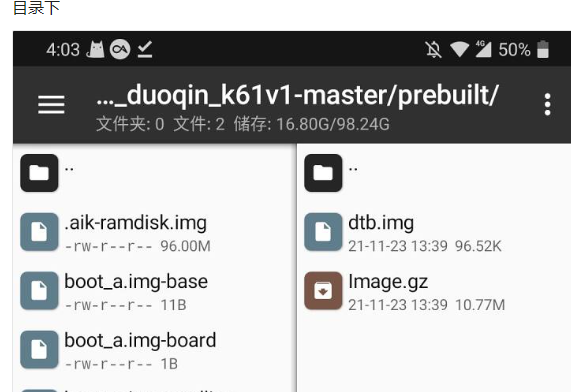 目录下
4:03 4G 50%
..._duoqin_k61v1-master/prebuilt/
文件夹: 0 文件: 2 储存: 16.80G/98.24G
..
.aik-ramdisk.img
-rw-r--r-- 96.00M
boot_a.img-base
-rw-r--r-- 11B
boot_a.img-board
-rw-r--r-- 1B
..
dtb.img
21-11-23 13:39 96.52K
Image.gz
21-11-23 13:39 10.77M